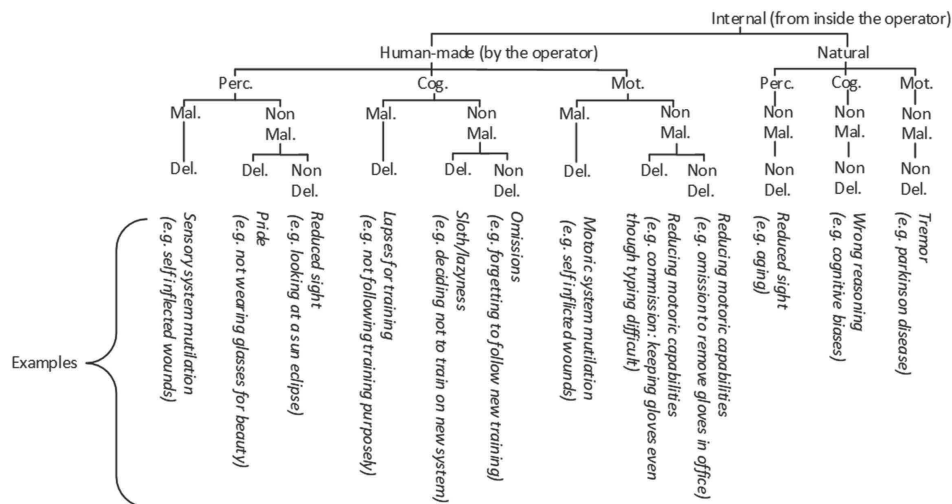 Internal (from inside the operator)
Human-made (by the operator)
Natural
Perc.
Cog.
Mot.
Perc.
Cog.
Mot.
Mal.
Non
Mal.
Mal.
Non
Mal.
Mal.
Non
Mal.
Non
Mal.
Non
Mal.
Non
Mal.
Del.
Del.
Non
Del.
Del.
Del.
Non
Del.
Del.
Del.
Non
Del.
Non
Del.
Non
Del.
Non
Del.
Examples
Sensory system mutilation
(e.g. self inflected wounds)
Pride
(e.g. not wearing glasses for beauty)
Reduced sight
(e.g. looking at a sun eclipse)
Lapses for training
(e.g. not following training purposely)
Sloth/lazyness
(e.g. deciding not to train on new system)
Omissions
(e.g. forgetting to follow new training)
Motoric system mutilation
(e.g. self inflicted wounds)
Reducing motoric capabilities
(e.g. commission: keeping gloves even
though typing difficult)
Reducing motoric capabilities
(e.g. omission to remove gloves in office)
Reduced sight
(e.g. aging)
Wrong reasoning
(e.g. cognitive biases)
Tremor
(e.g. parkinson disease)